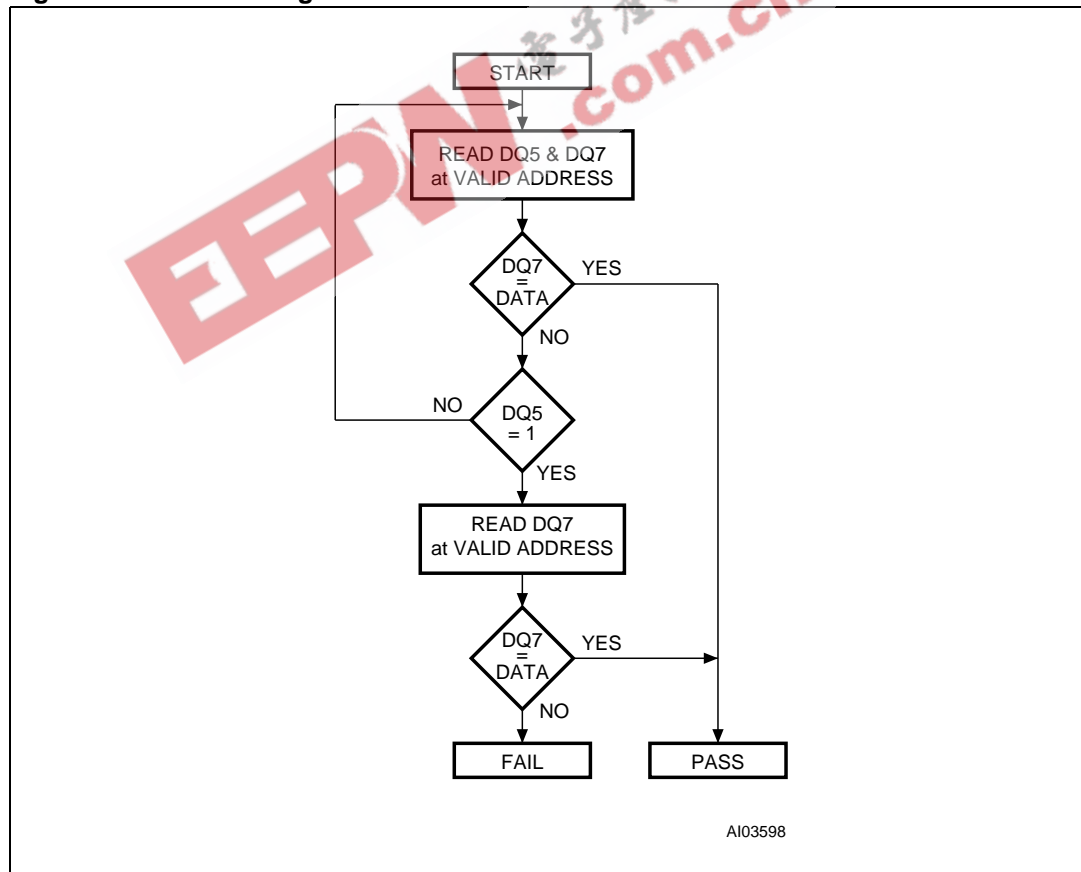 START
READ DQ5 & DQ7
at VALID ADDRESS
DQ7
=
DATA
YES
NO
DQ5
= 1
NO
YES
READ DQ7
at VALID ADDRESS
DQ7
=
DATA
YES
NO
FAIL
PASS
AI03598
EEPW
.com.cn